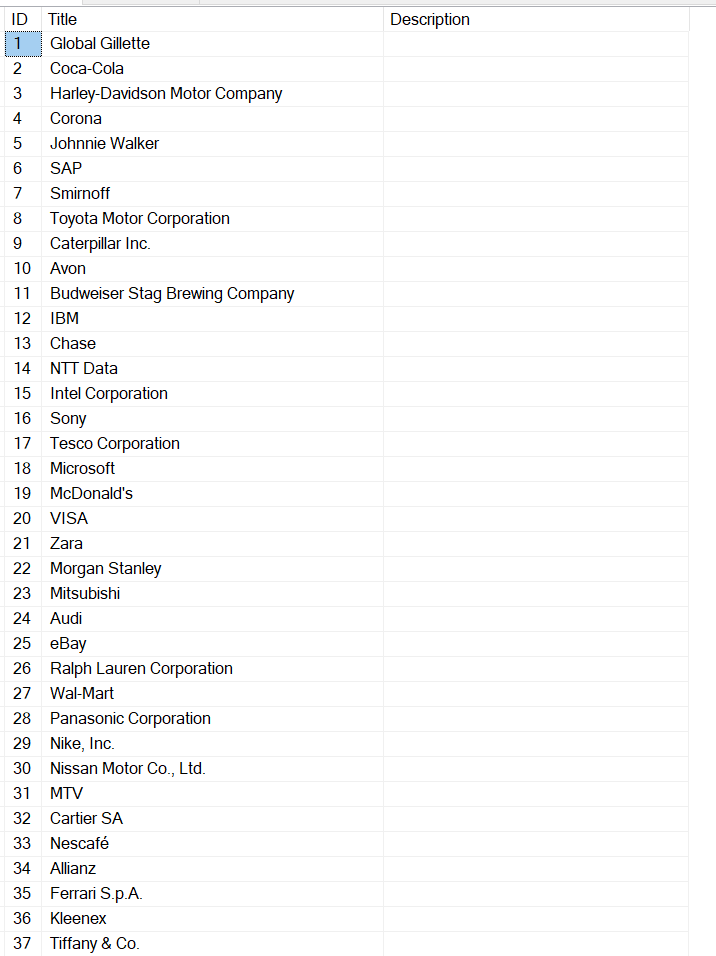 ID Title Description
1 Global Gillette
2 Coca-Cola
3 Harley-Davidson Motor Company
4 Corona
5 Johnnie Walker
6 SAP
7 Smirnoff
8 Toyota Motor Corporation
9 Caterpillar Inc.
10 Avon
11 Budweiser Stag Brewing Company
12 IBM
13 Chase
14 NTT Data
15 Intel Corporation
16 Sony
17 Tesco Corporation
18 Microsoft
19 McDonald's
20 VISA
21 Zara
22 Morgan Stanley
23 Mitsubishi
24 Audi
25 eBay
26 Ralph Lauren Corporation
27 Wal-Mart
28 Panasonic Corporation
29 Nike, Inc.
30 Nissan Motor Co., Ltd.
31 MTV
32 Cartier SA
33 Nescafé
34 Allianz
35 Ferrari S.p.A.
36 Kleenex
37 Tiffany & Co.